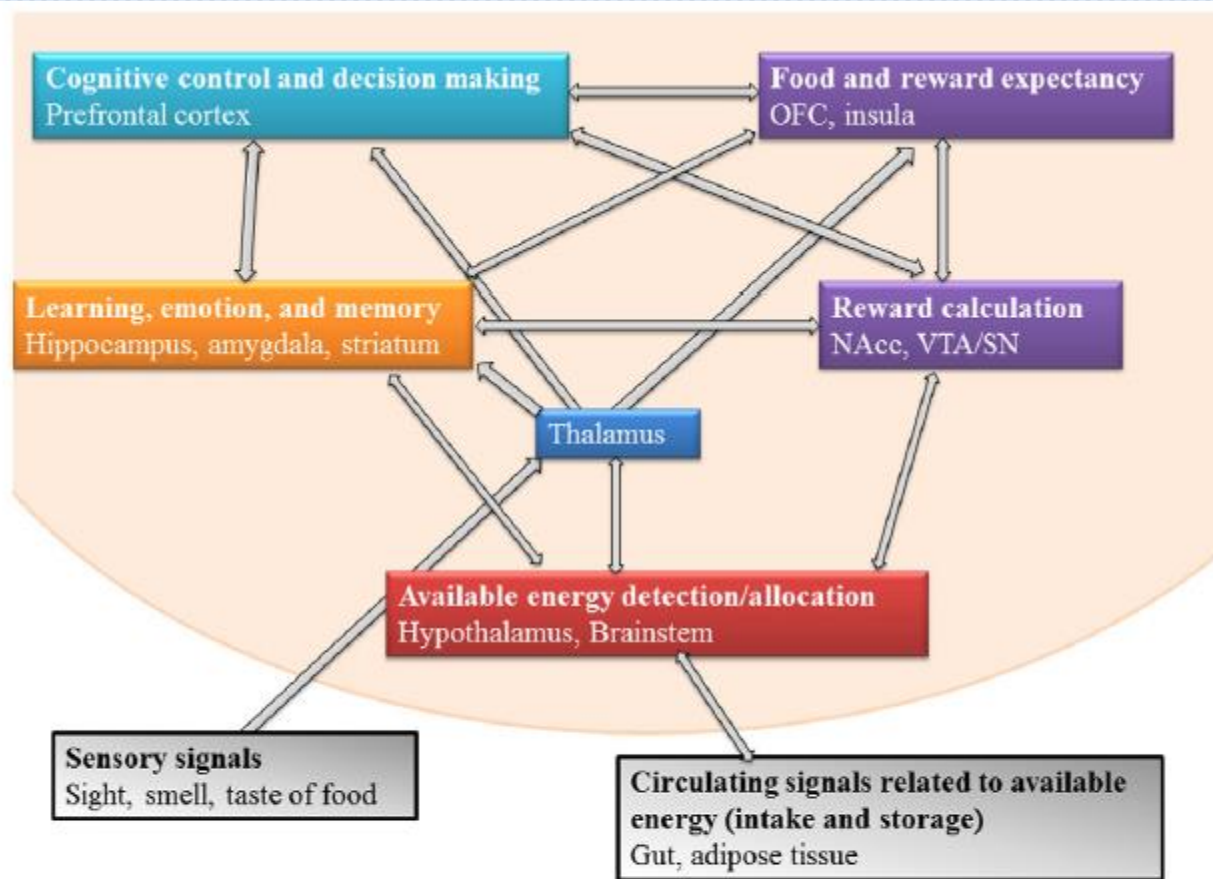 Cognitive control and decision making
Prefrontal cortex
Food and reward expectancy
OFC, insula
Learning, emotion, and memory
Hippocampus, amygdala, striatum
Reward calculation
NAcc, VTA/SN
Thalamus
Available energy detection/allocation
Hypothalamus, Brainstem
Sensory signals
Sight, smell, taste of food
Circulating signals related to available
energy (intake and storage)
Gut, adipose tissue